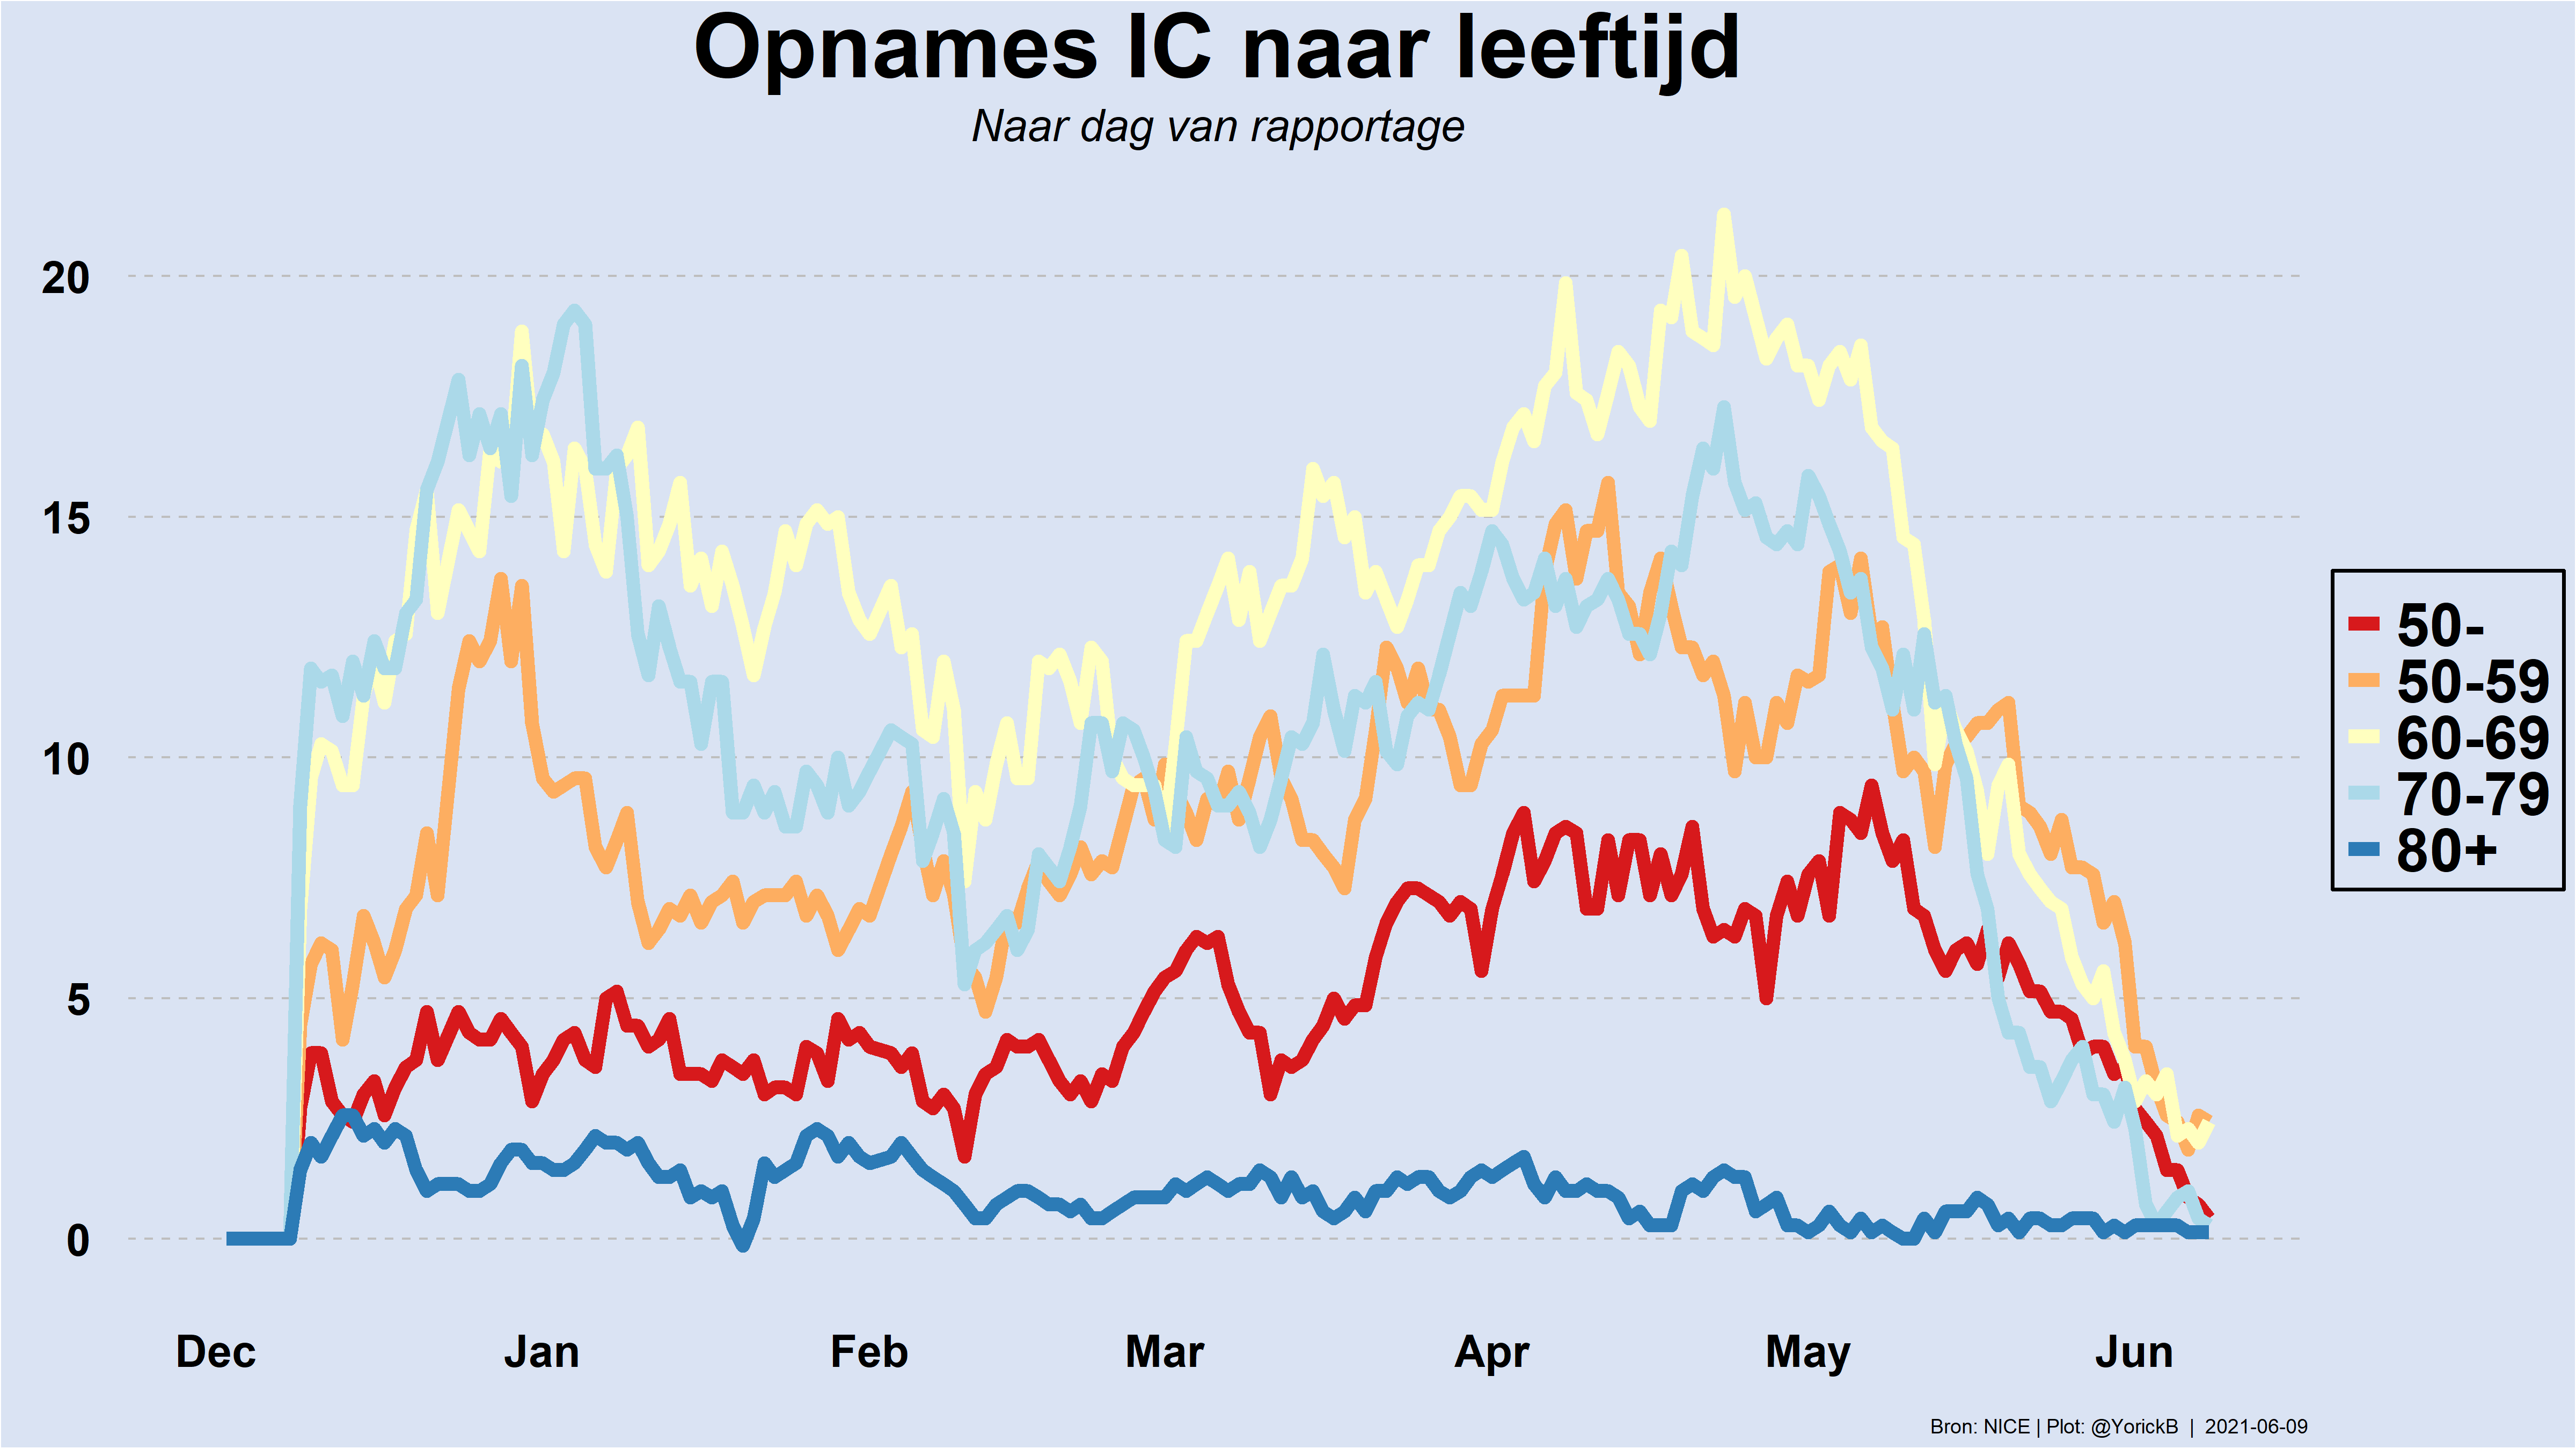 Opnames IC naar leeftijd
Naar dag van rapportage
20
15
10
5
0
Dec Jan Feb Mar Apr May Jun
50-
50-59
60-69
70-79
80+
Bron: NICE | Plot: @YorickB | 2021-06-09